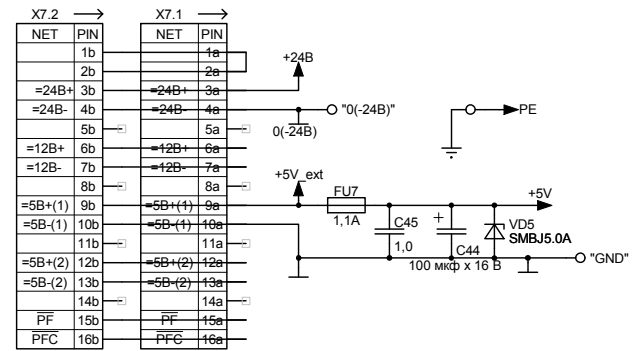 X7.2 X7.1
NET PIN NET PIN
1b 1a
2b 2a
+24В
=24В+ 3b =24В+ 3a
=24В- 4b =24В- 4a "0(-24В)" PE
5b 5a 0(-24В)
=12В+ 6b =12В+ 6a
=12В- 7b =12В- 7a
+5V_ext
8b 8a FU7 +5V
=5В+(1) 9b =5В+(1) 9a
1,1А C45 + VD5
=5В-(1) 10b =5В-(1) 10a SMBJ5.0A
11b 11a 1,0 C44
=5В+(2) 12b =5В+(2) 12a 100 мкф x 16 В "GND"
=5В-(2) 13b =5В-(2) 13a
14b 14a
PF 15b PF 15a
PFC 16b PFC 16a